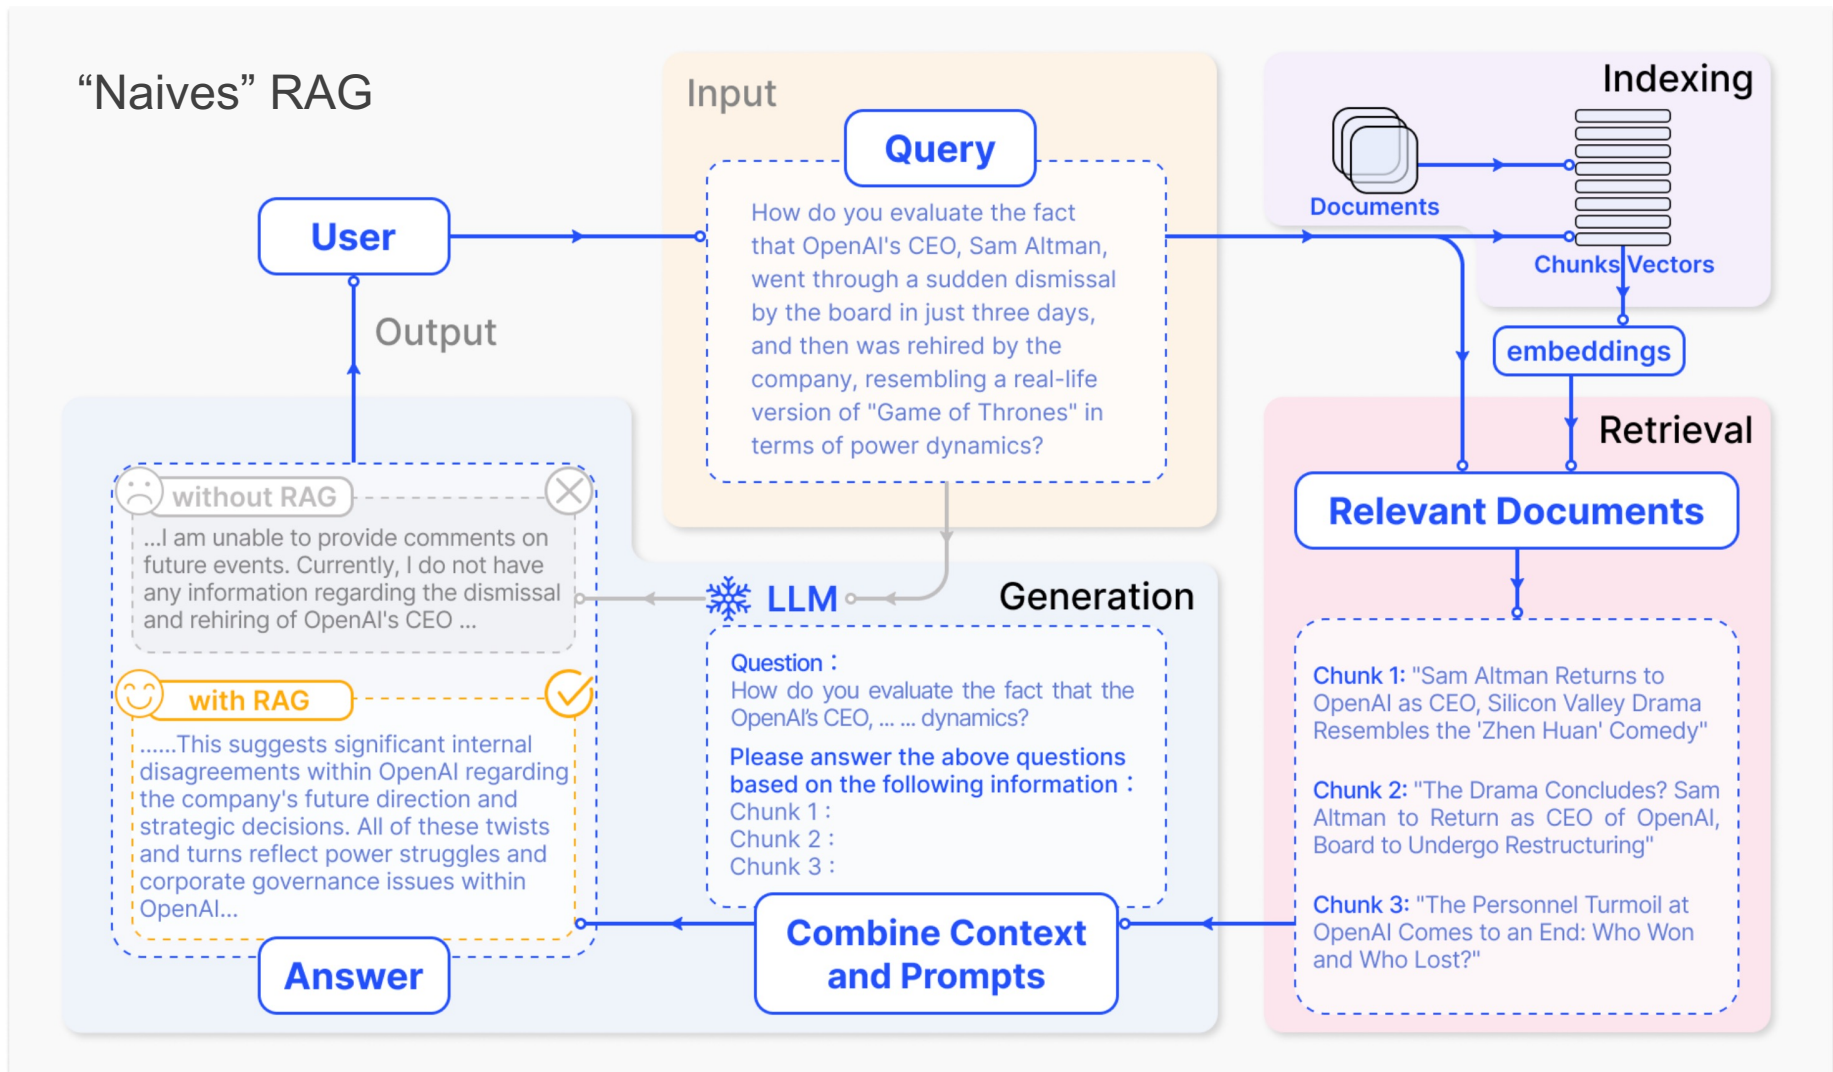 “Naives” RAG
Input
Query
How do you evaluate the fact
that OpenAI's CEO, Sam Altman,
went through a sudden dismissal
by the board in just three days,
and then was rehired by the
company, resembling a real-life
version of "Game of Thrones" in
terms of power dynamics?
Indexing
Documents
Chunks Vectors
embeddings
User
Output
Retrieval
Relevant Documents
Chunk 1: "Sam Altman Returns to
OpenAI as CEO, Silicon Valley Drama
Resembles the 'Zhen Huan' Comedy"
Chunk 2: "The Drama Concludes? Sam
Altman to Return as CEO of OpenAI,
Board to Undergo Restructuring"
Chunk 3: "The Personnel Turmoil at
OpenAI Comes to an End: Who Won
and Who Lost?"
Generation
LLM
Question :
How do you evaluate the fact that the
OpenAI's CEO, ... ... dynamics?
Please answer the above questions
based on the following information :
Chunk 1 :
Chunk 2 :
Chunk 3 :
Combine Context
and Prompts
without RAG
...I am unable to provide comments on
future events. Currently, I do not have
any information regarding the dismissal
and rehiring of OpenAI's CEO ...
with RAG
......This suggests significant internal
disagreements within OpenAI regarding
the company's future direction and
strategic decisions. All of these twists
and turns reflect power struggles and
corporate governance issues within
OpenAI...
Answer